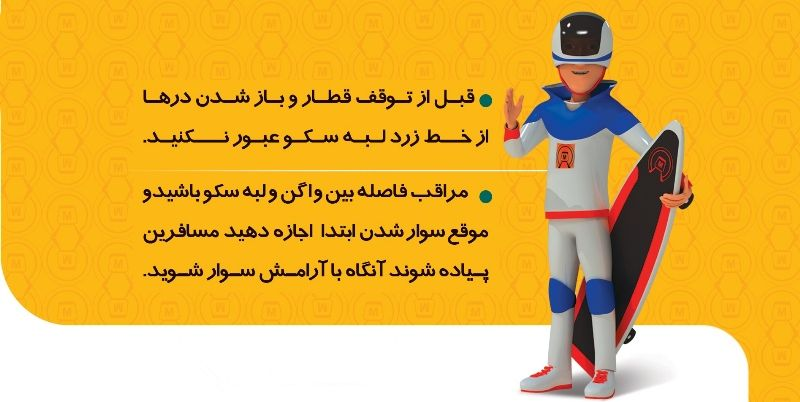 قبل از توقف قطار و باز شدن درها
از خط زرد لبه سکو عبور نکنید.
مراقب فاصله بین واگن و لبه سکو باشید و
موقع سوار شدن ابتدا اجازه دهید مسافرین
پیاده شوند آنگاه با آرامش سوار شوید.